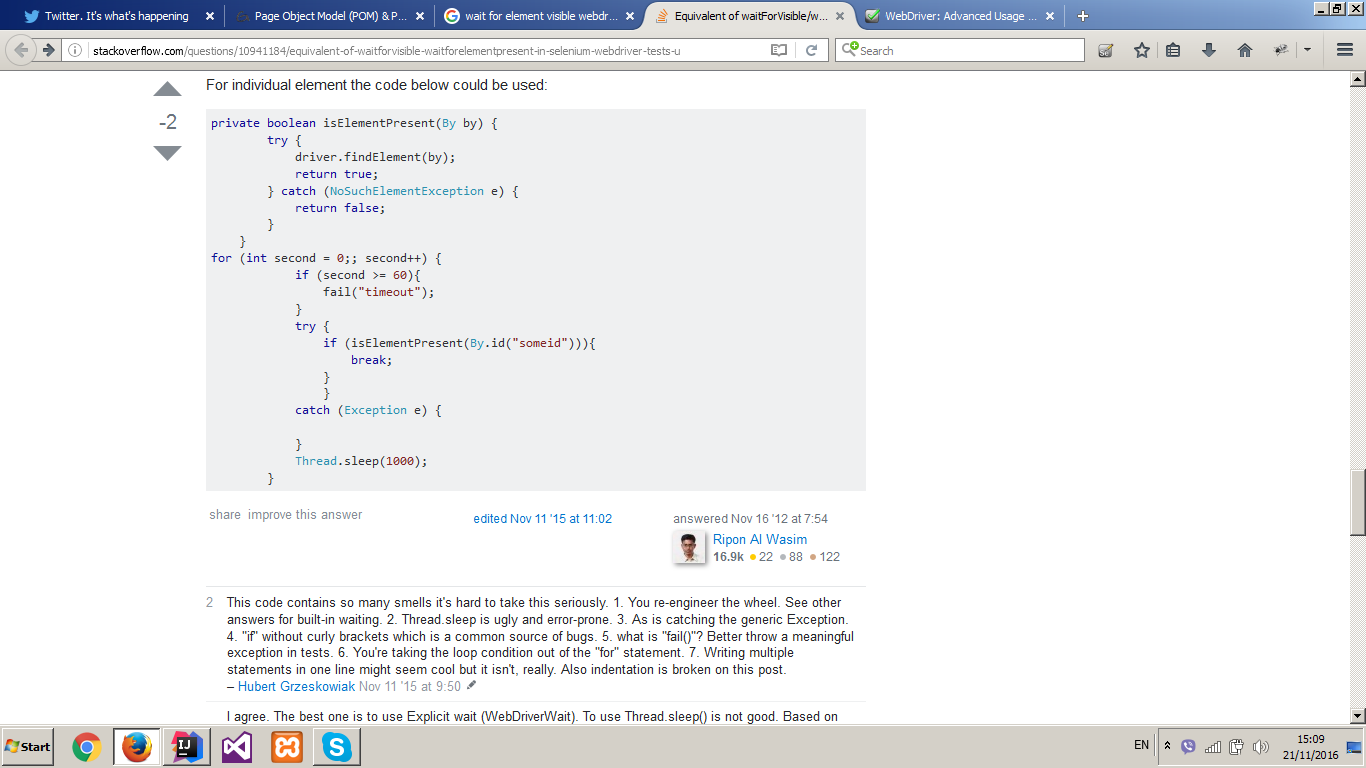 Twitter. It's what's happening
Page Object Model (POM) & P...
wait for element visible webdr...
Equivalent of waitForVisible/w...
WebDriver: Advanced Usage ...
stackoverflow.com/questions/10941184/equivalent-of-waitforvisible-waitforelementpresent-in-selenium-webdriver-tests-u
Search
For individual element the code below could be used:
-2
private boolean isElementPresent(By by) {
        try {
            driver.findElement(by);
            return true;
        } catch (NoSuchElementException e) {
            return false;
        }
    }
for (int second = 0;; second++) {
            if (second >= 60){
                fail("timeout");
            }
            try {
                if (isElementPresent(By.id("someid"))){
                    break;
                }
                }
            catch (Exception e) {

            }
            Thread.sleep(1000);
        }
share improve this answer
edited Nov 11 '15 at 11:02
answered Nov 16 '12 at 7:54
Ripon Al Wasim
16.9k 22 88 122
2 This code contains so many smells it's hard to take this seriously. 1. You re-engineer the wheel. See other
answers for built-in waiting. 2. Thread.sleep is ugly and error-prone. 3. As is catching the generic Exception.
4. "if" without curly brackets which is a common source of bugs. 5. what is "fail()"? Better throw a meaningful
exception in tests. 6. You're taking the loop condition out of the "for" statement. 7. Writing multiple
statements in one line might seem cool but it isn't, really. Also indentation is broken on this post.
– Hubert Grzeskowiak Nov 11 '15 at 9:50
I agree. The best one is to use Explicit wait (WebDriverWait). To use Thread.sleep() is not good. Based on
Start
EN
15:09
21/11/2016